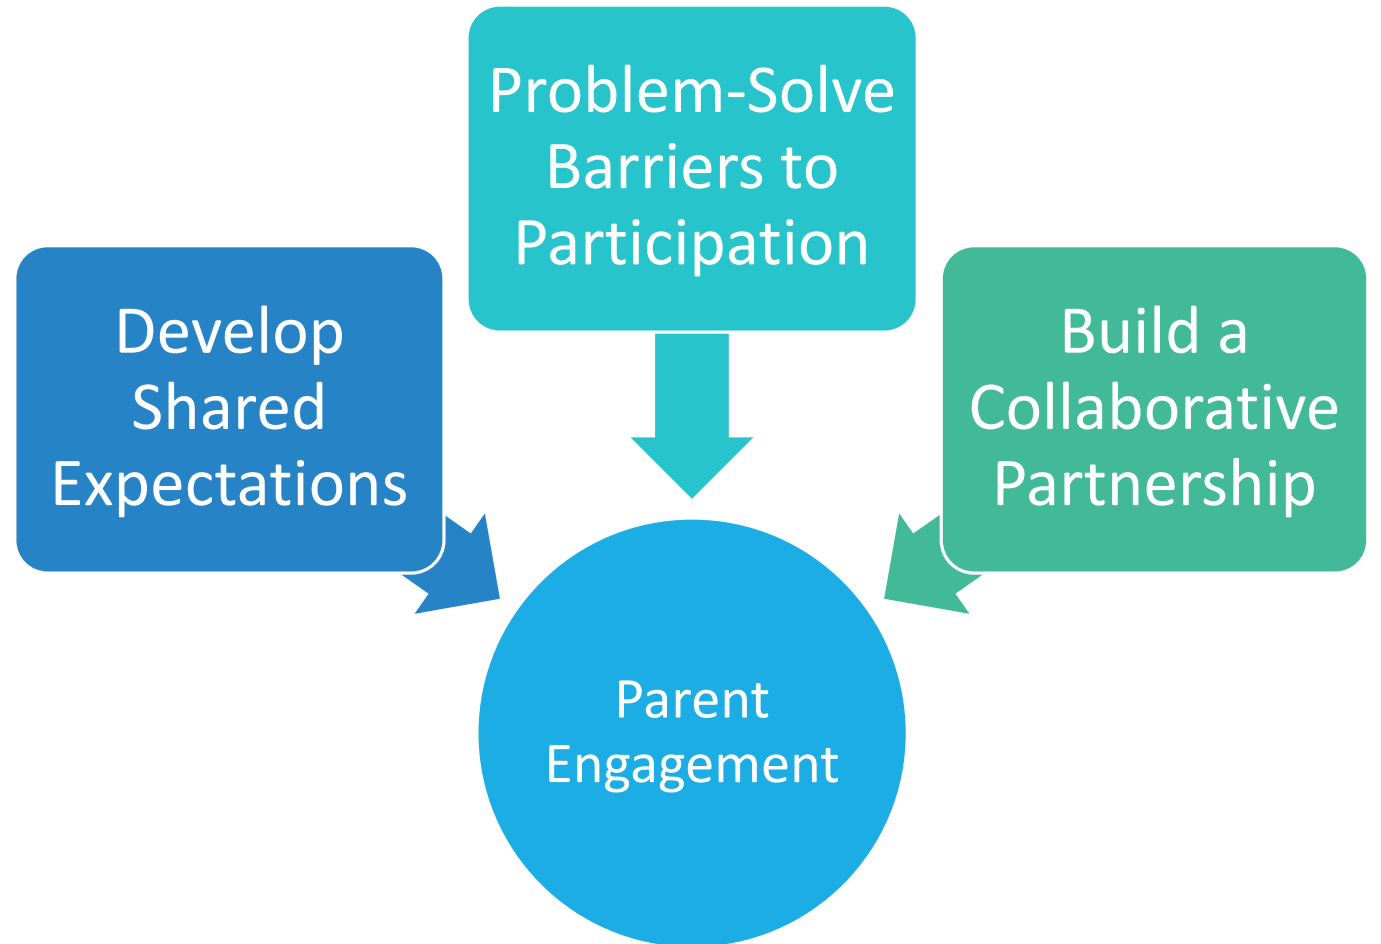 Problem-Solve
Barriers to
Participation
Develop
Shared
Expectations
Build a
Collaborative
Partnership
Parent
Engagement